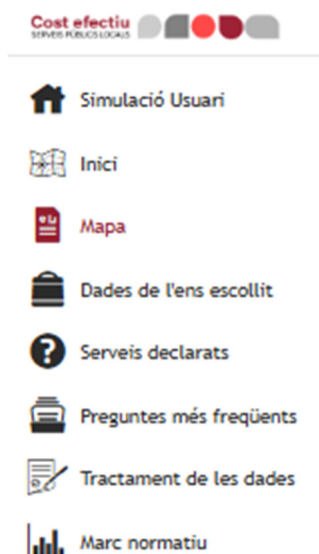 Cost efectiu
SERVEIS PÚBLICS LOCALS
Simulació Usuari
Inici
Mapa
Dades de l'ens escollit
Serveis declarats
Preguntes més freqüents
Tractament de les dades
Marc normatiu